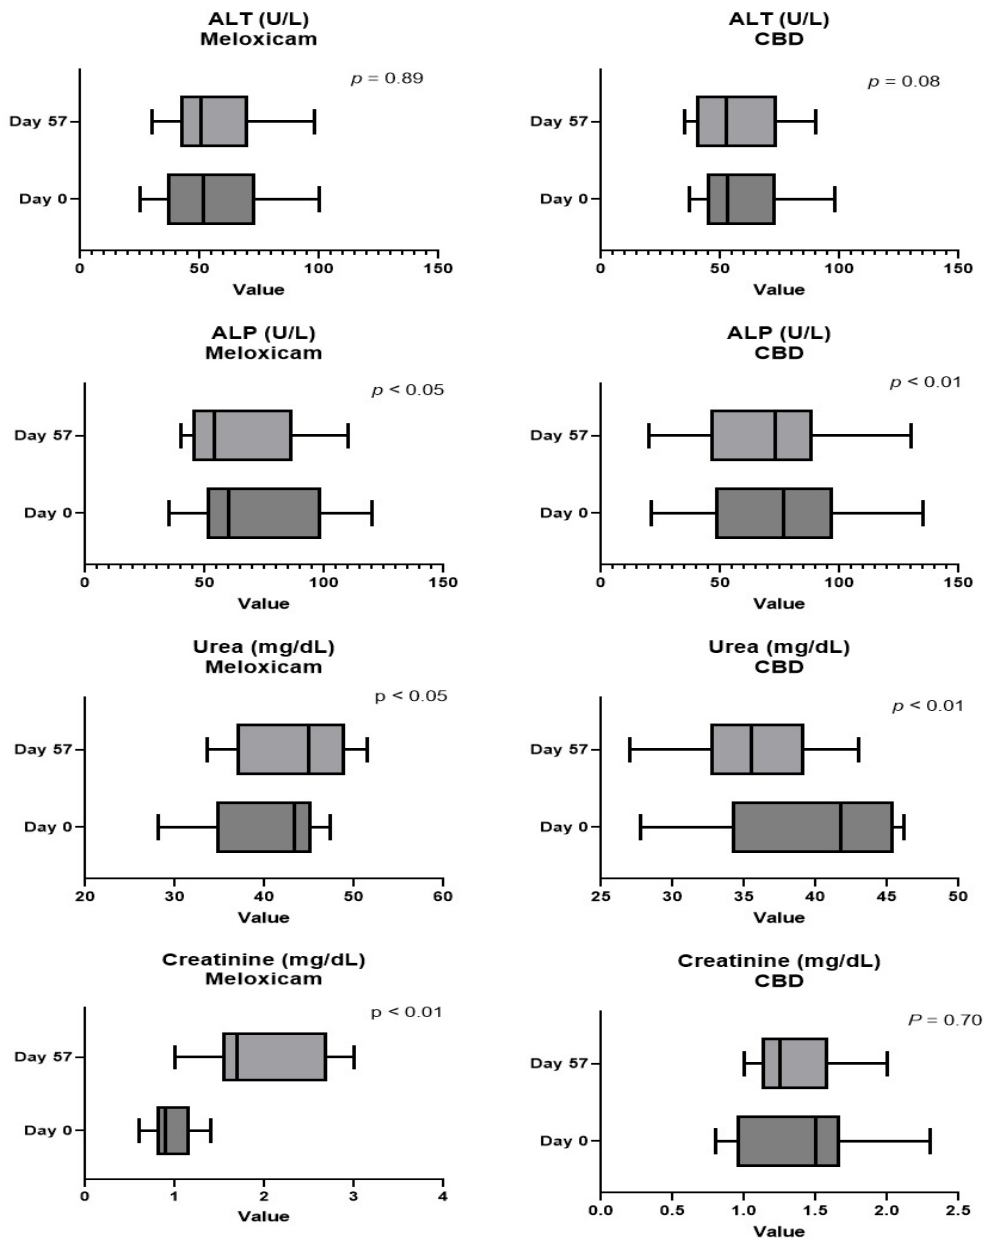 ALT (U/L)
Meloxicam
p = 0.89
Day 57
Day 0
0 50 100 150
Value
ALT (U/L)
CBD
p = 0.08
Day 57
Day 0
0 50 100 150
Value
ALP (U/L)
Meloxicam
p < 0.05
Day 57
Day 0
0 50 100 150
Value
ALP (U/L)
CBD
p < 0.01
Day 57
Day 0
0 50 100 150
Value
Urea (mg/dL)
Meloxicam
p < 0.05
Day 57
Day 0
20 30 40 50 60
Value
Urea (mg/dL)
CBD
p < 0.01
Day 57
Day 0
25 30 35 40 45 50
Value
Creatinine (mg/dL)
Meloxicam
p < 0.01
Day 57
Day 0
0 1 2 3 4
Value
Creatinine (mg/dL)
CBD
P = 0.70
Day 57
Day 0
0.0 0.5 1.0 1.5 2.0 2.5
Value